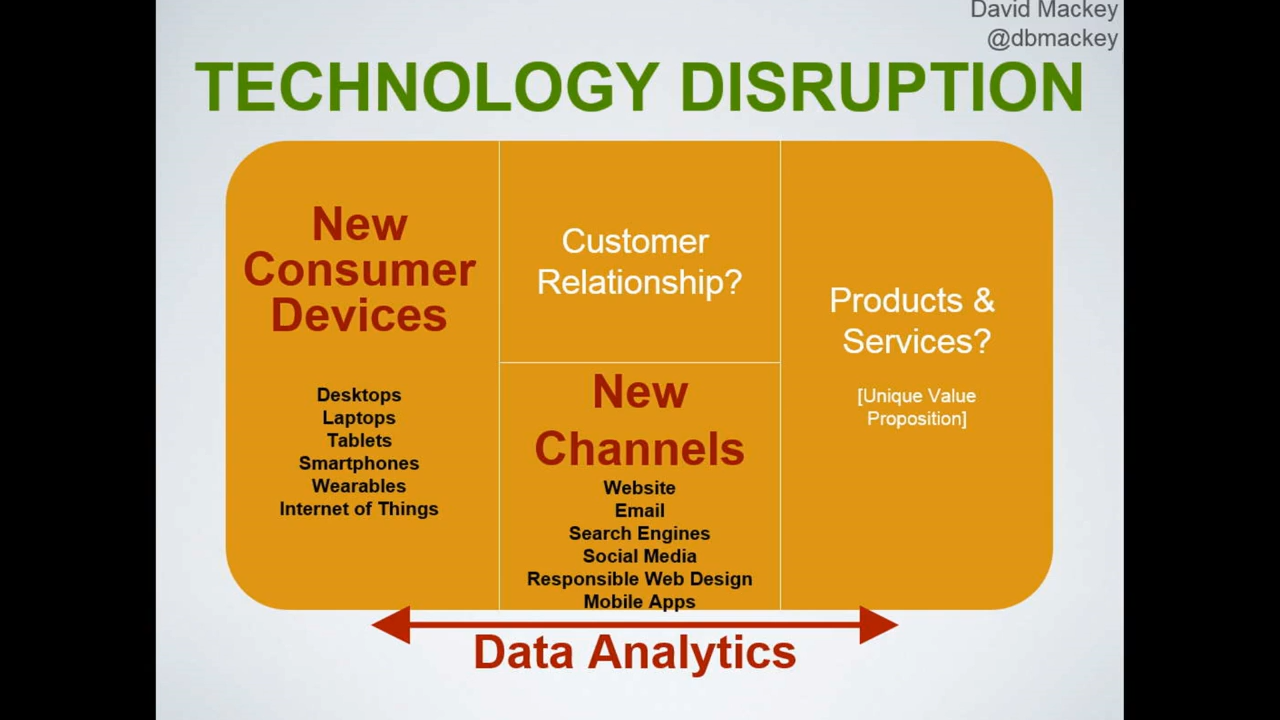 David Mackey
@dbmackey
TECHNOLOGY DISRUPTION
New
Consumer
Devices
Desktops
Laptops
Tablets
Smartphones
Wearables
Internet of Things
Customer
Relationship?
New
Channels
Website
Email
Search Engines
Social Media
Responsible Web Design
Mobile Apps
Products &
Services?
[Unique Value
Proposition]
Data Analytics